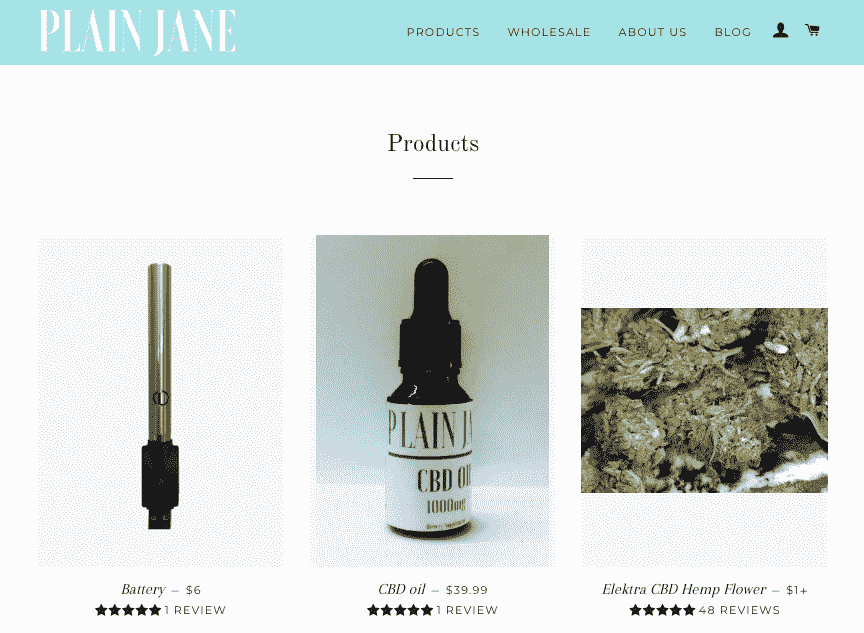 PLAIN JANE
PRODUCTS WHOLESALE ABOUT US BLOG
Products
PLAIN JA
CBD OIL
1000mg
Battery – $6
CBD oil – $39.99
Elektra CBD Hemp Flower – $1+
1 REVIEW
1 REVIEW
48 REVIEWS